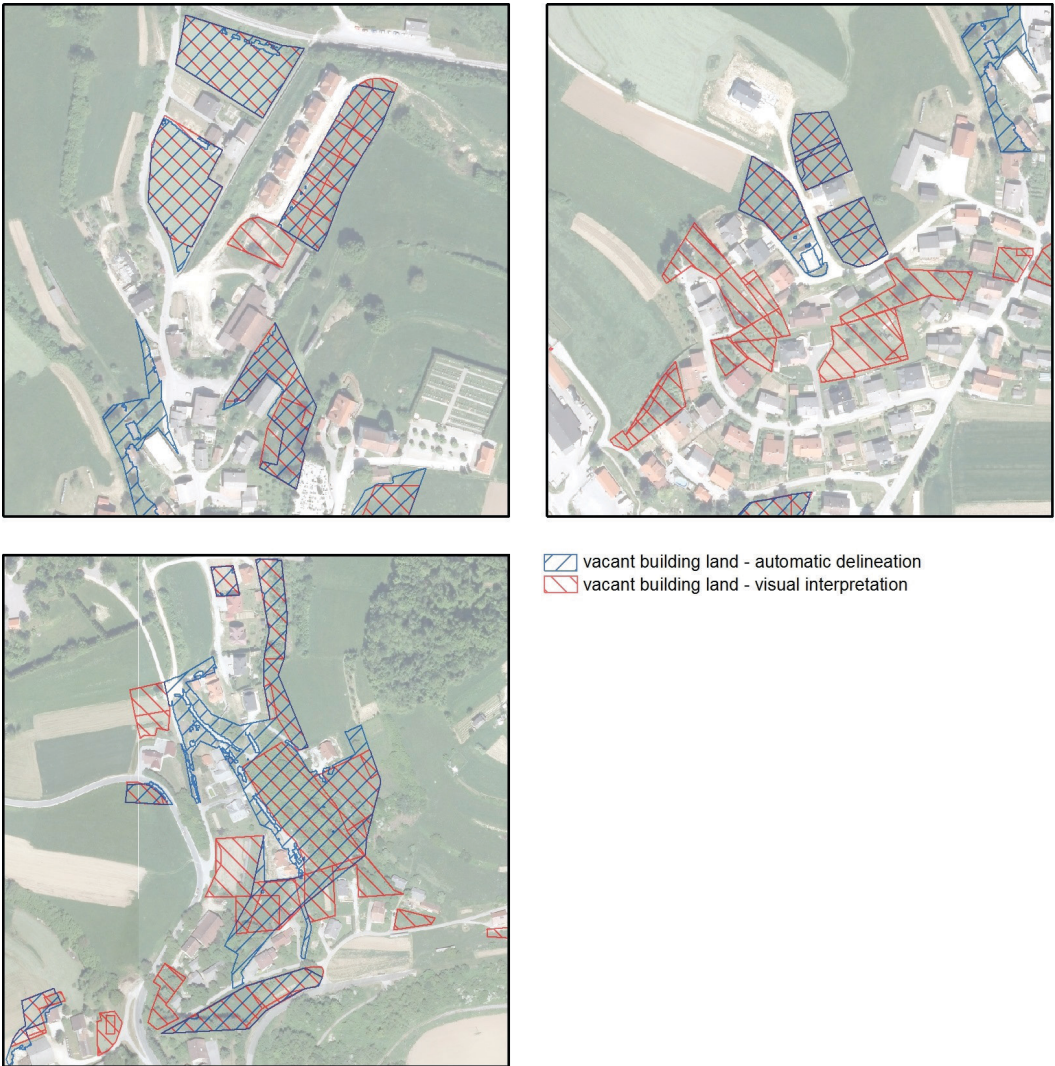 vacant building land - automatic delineation
vacant building land - visual interpretation